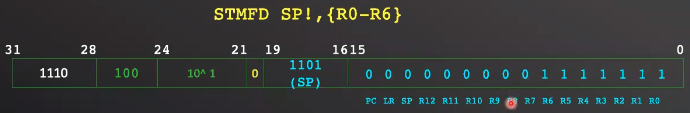 STMFD SP!,{R0-R6}
31 28 24 21 19 1615 0
1110 100 10^1 0 1101 0 0 0 0 0 0 0 0 0 1 1 1 1 1 1 1
(SP)
PC LR SP R12 R11 R10 R9 R7 R6 R5 R4 R3 R2 R1 R0